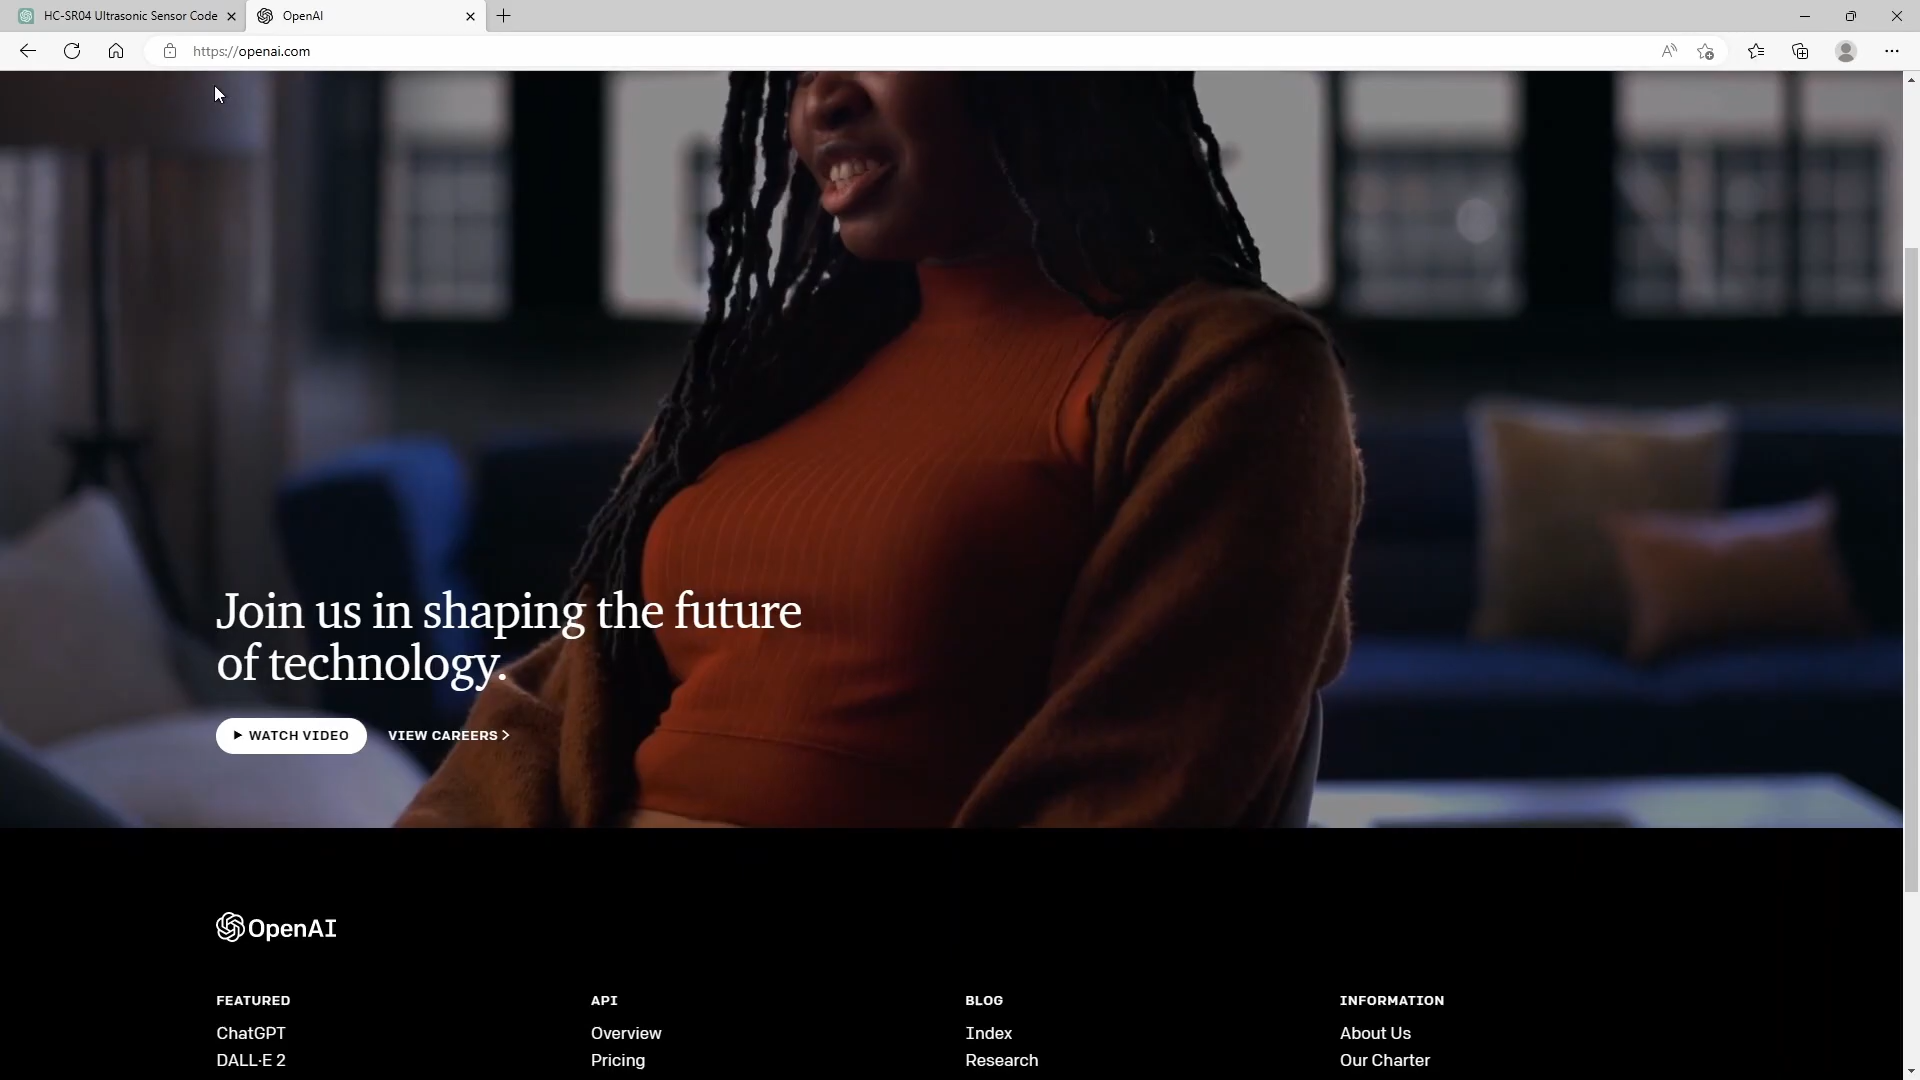 HC-SR04 Ultrasonic Sensor Code
OpenAI
https://openai.com
Join us in shaping the future
of technology.
WATCH VIDEO
VIEW CAREERS >
OpenAI
FEATURED
API
BLOG
INFORMATION
ChatGPT
Overview
Index
About Us
DALL·E 2
Pricing
Research
Our Charter